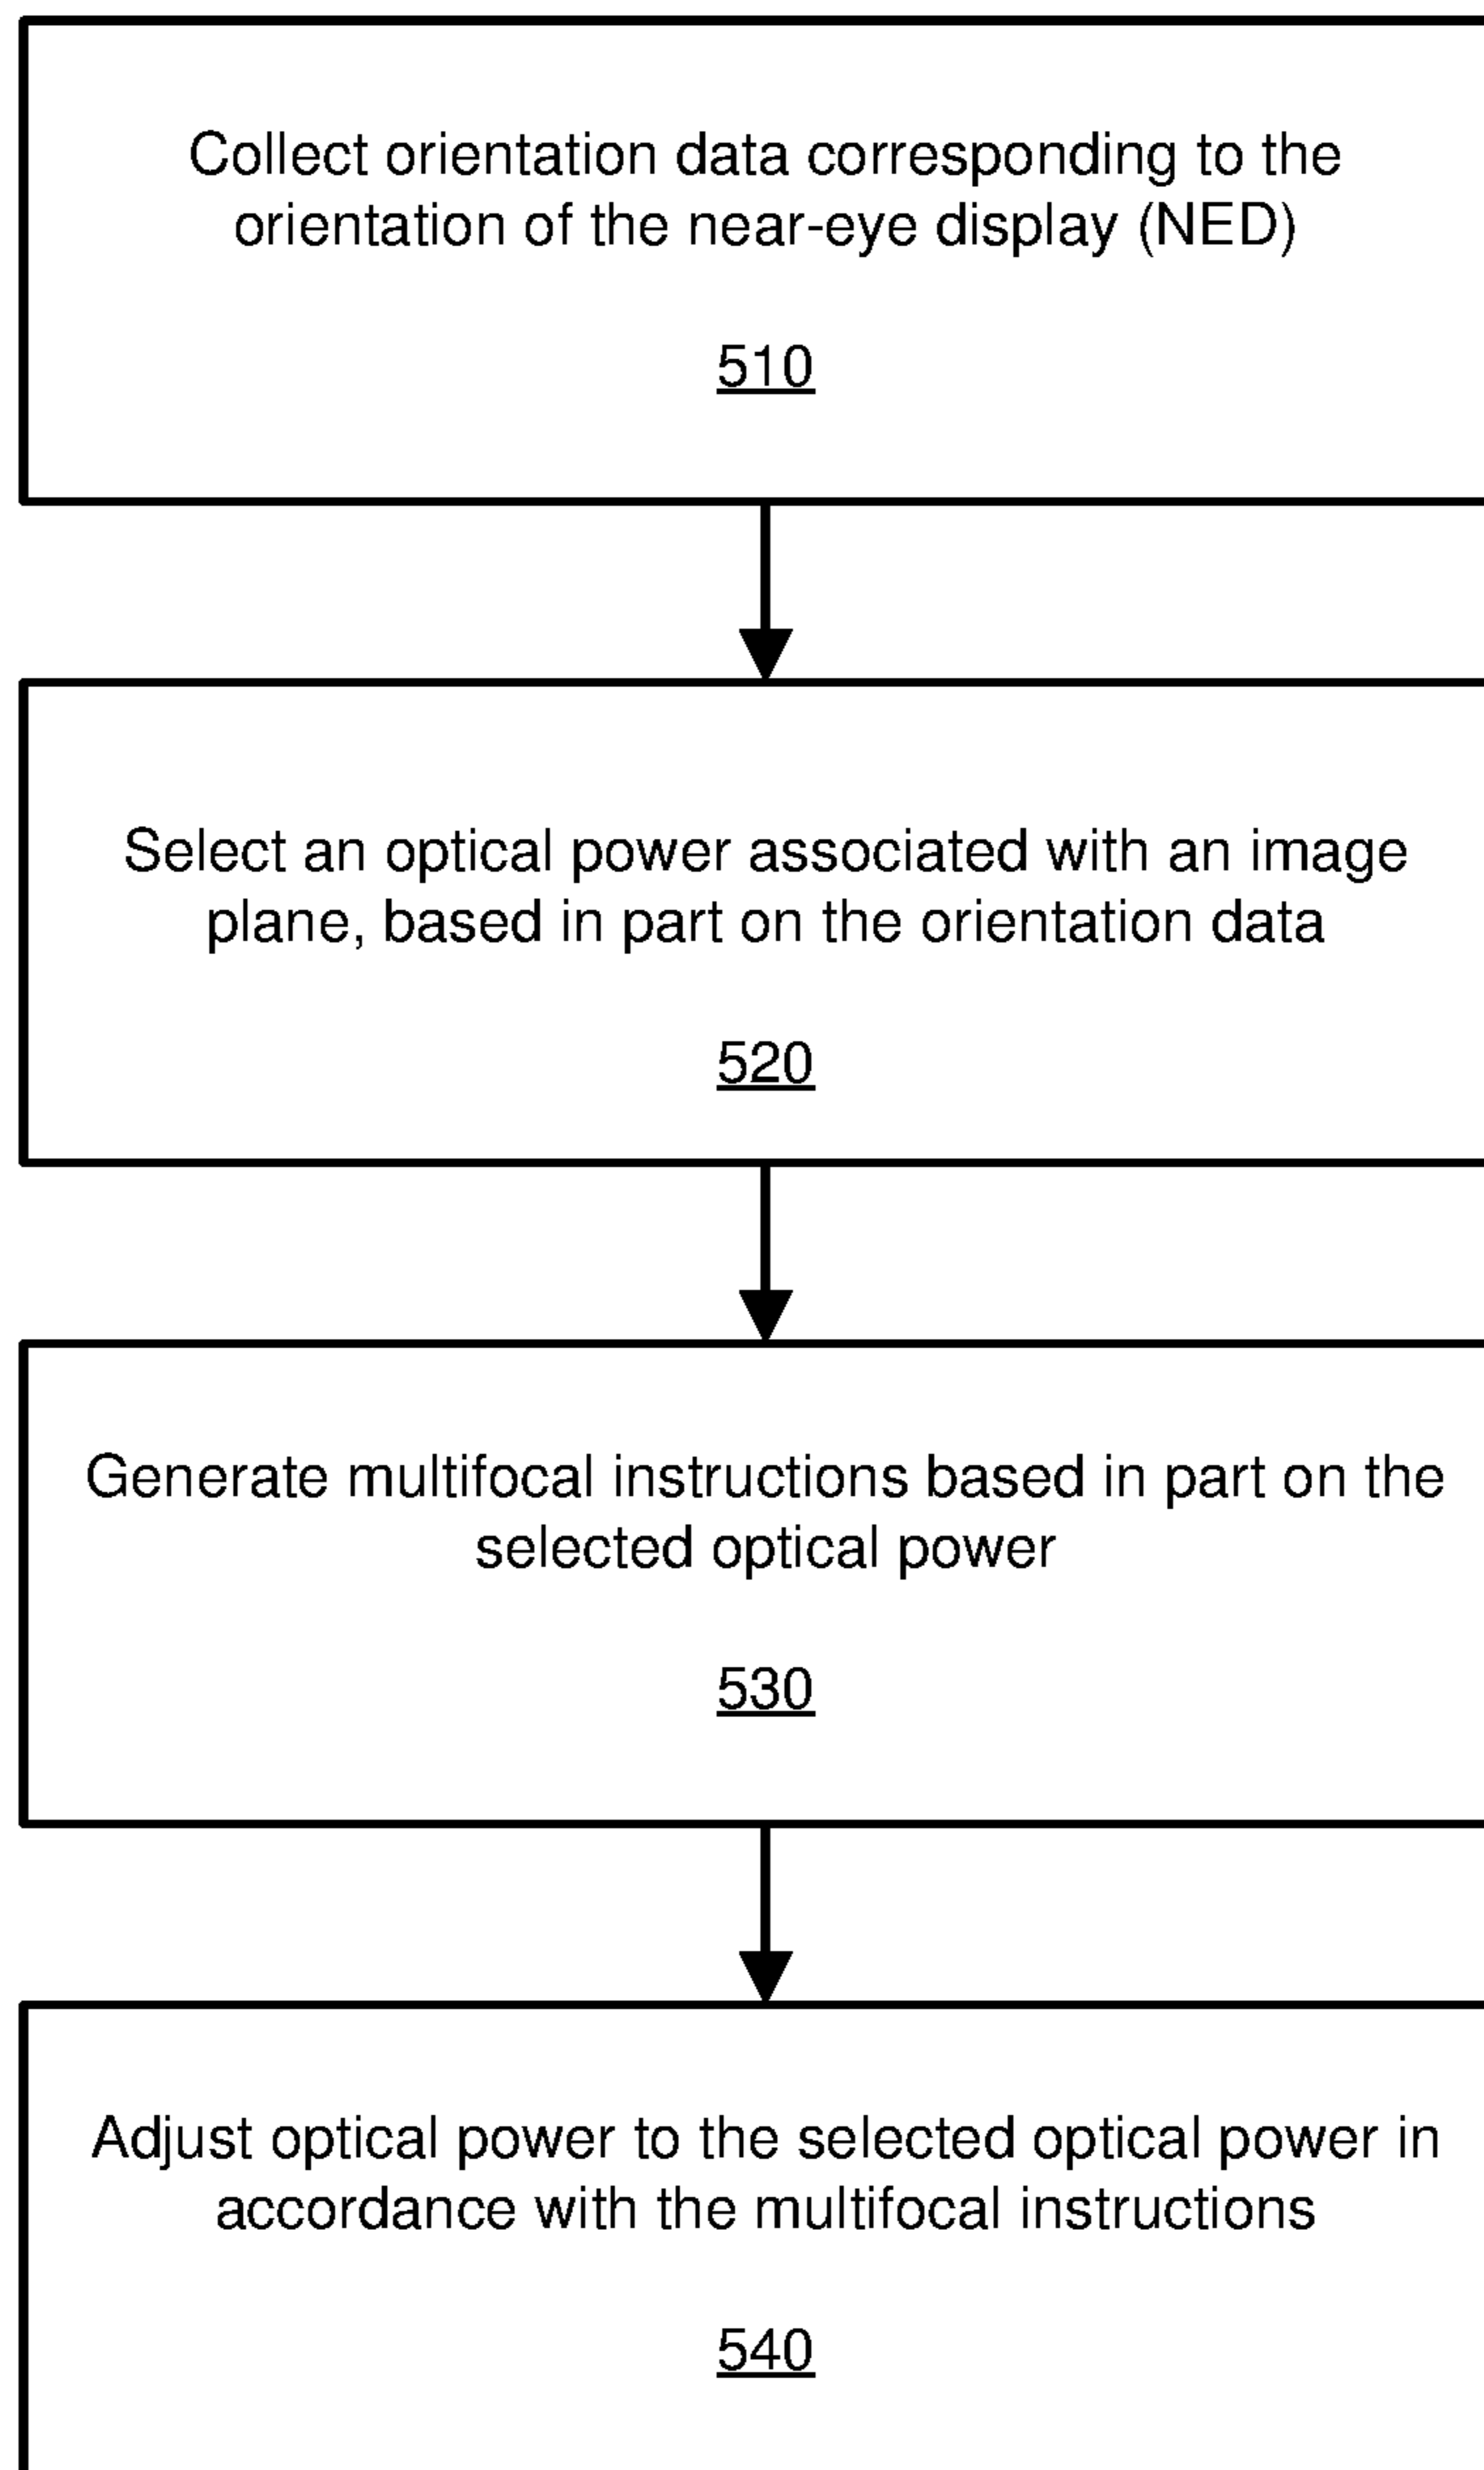 Collect orientation data corresponding to the
orientation of the near-eye display (NED)
510
Select an optical power associated with an image
plane, based in part on the orientation data
520
Generate multifocal instructions based in part on the
selected optical power
530
Adjust optical power to the selected optical power in
accordance with the multifocal instructions
540